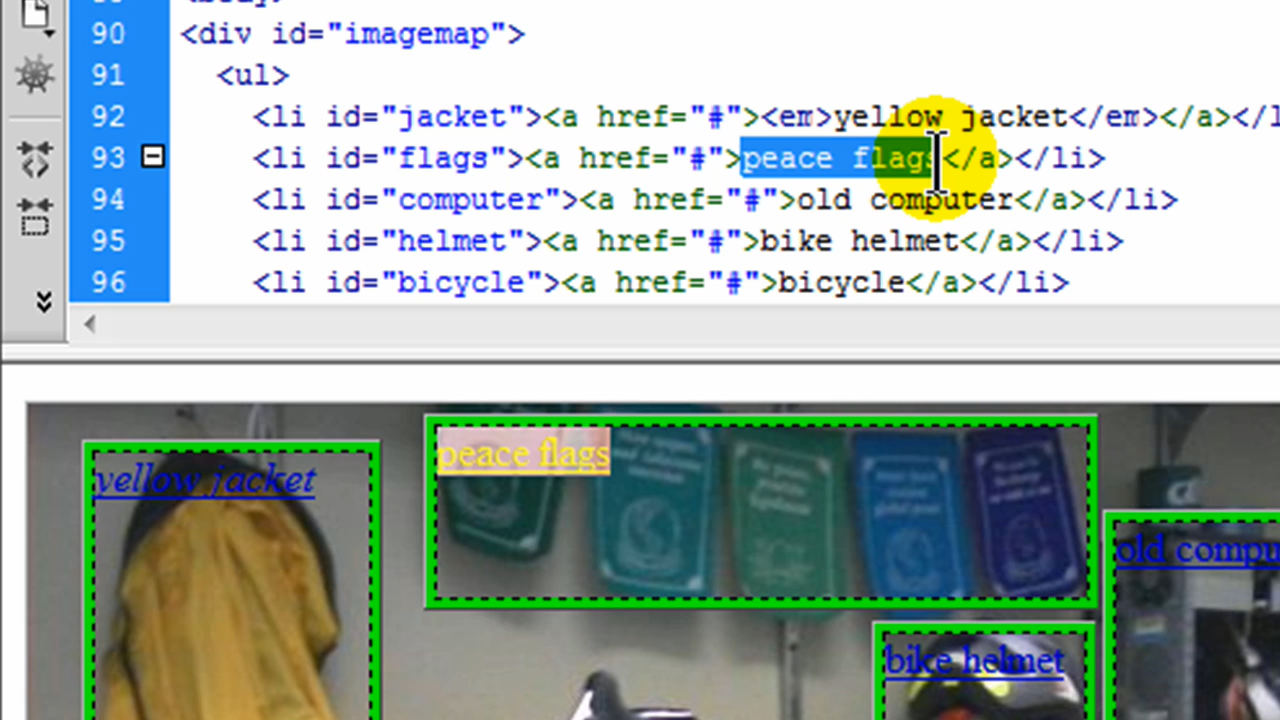 90 <div id="imagemap">
91 <ul>
92 <li id="jacket"><a href="#"><em>yellow jacket</em></a></l
93 <li id="flags"><a href="#">peace flags</a></li>
94 <li id="computer"><a href="#">old computer</a></li>
95 <li id="helmet"><a href="#">bike helmet</a></li>
96 <li id="bicycle"><a href="#">bicycle</a></li>
peace flags
yellow jacket
old compu
bike helmet